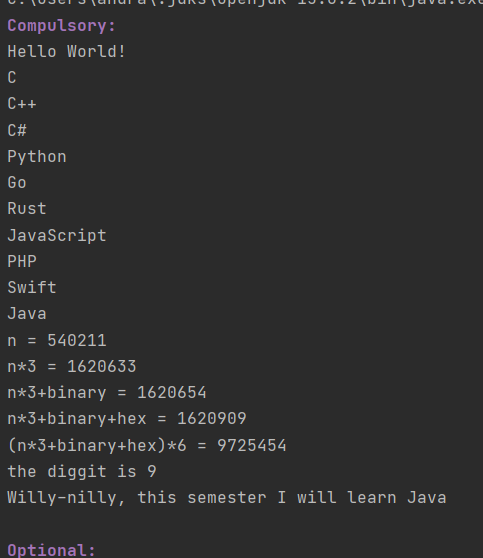 Compulsory:
Hello World!
C
C++
C#
Python
Go
Rust
JavaScript
PHP
Swift
Java
n = 540211
n*3 = 1620633
n*3+binary = 1620654
n*3+binary+hex = 1620909
(n*3+binary+hex)*6 = 9725454
the diggit is 9
Willy-nilly, this semester I will learn Java
Optional: